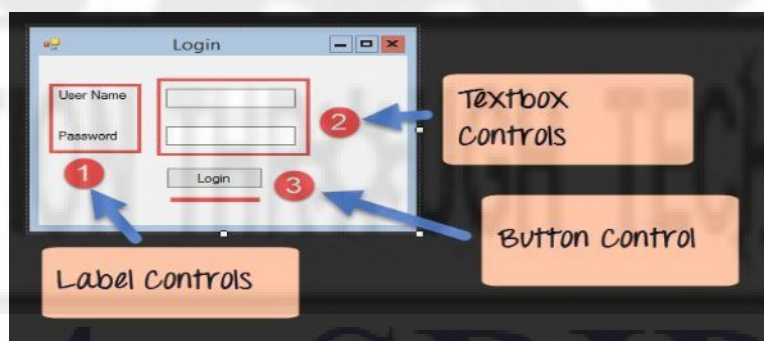 Login
User Name
Password
2
1
Login
3
Textbox
Controls
Button Control
Label Controls